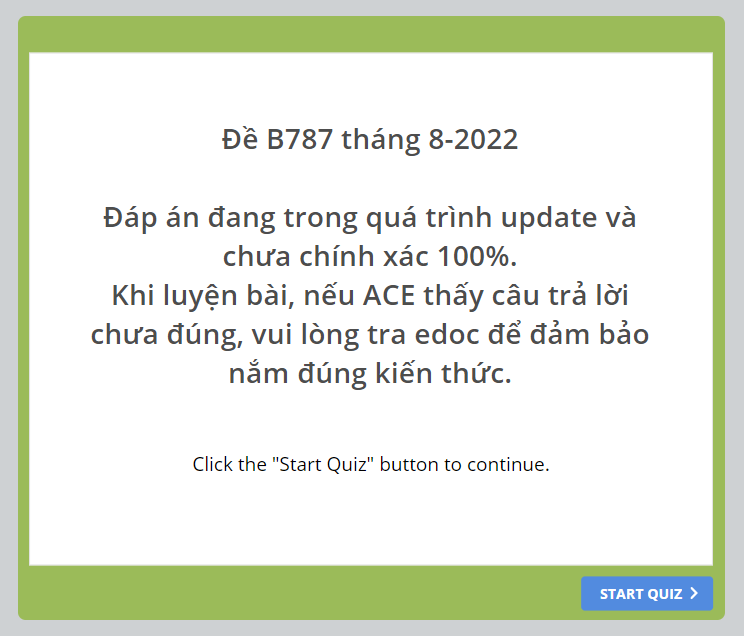 Đề B787 tháng 8-2022
Đáp án đang trong quá trình update và
chưa chính xác 100%.
Khi luyện bài, nếu ACE thấy câu trả lời
chưa đúng, vui lòng tra edoc để đảm bảo
nắm đúng kiến thức.
Click the "Start Quiz" button to continue.
START QUIZ